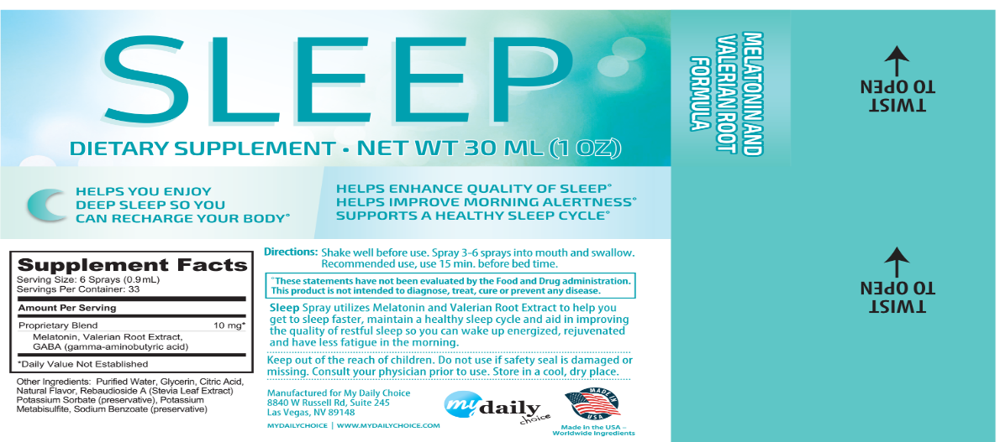 SLEEP
DIETARY SUPPLEMENT • NET WT 30 ML (1 OZ)
HELPS YOU ENJOY
DEEP SLEEP SO YOU
CAN RECHARGE YOUR BODY°
HELPS ENHANCE QUALITY OF SLEEP°
HELPS IMPROVE MORNING ALERTNESS°
SUPPORTS A HEALTHY SLEEP CYCLE°
Supplement Facts
Serving Size: 6 Sprays (0.9mL)
Servings Per Container: 33
Amount Per Serving
Proprietary Blend 10 mg*
Melatonin, Valerian Root Extract,
GABA (gamma-aminobutyric acid)
*Daily Value Not Established
Other Ingredients: Purified Water, Glycerin, Citric Acid,
Natural Flavor, Rebaudioside A (Stevia Leaf Extract)
Potassium Sorbate (preservative), Potassium
Metabisulfite, Sodium Benzoate (preservative)
Directions: Shake well before use. Spray 3-6 sprays into mouth and swallow.
Recommended use, use 15 min. before bed time.
°These statements have not been evaluated by the Food and Drug administration.
This product is not intended to diagnose, treat, cure or prevent any disease.
Sleep Spray utilizes Melatonin and Valerian Root Extract to help you
get to sleep faster, maintain a healthy sleep cycle and aid in improving
the quality of restful sleep so you can wake up energized, rejuvenated
and have less fatigue in the morning.
Keep out of the reach of children. Do not use if safety seal is damaged or
missing. Consult your physician prior to use. Store in a cool, dry place.
Manufactured for My Daily Choice
8840 W Russell Rd, Suite 245
Las Vegas, NV 89148
MYDAILYCHOICE | WWW.MYDAILYCHOICE.COM
my daily
choice
MADE IN
USA
Made in the USA –
Worldwide Ingredients
MELATONIN AND
VALERIAN ROOT
FORMULA
TWIST
TO OPEN
TWIST
TO OPEN